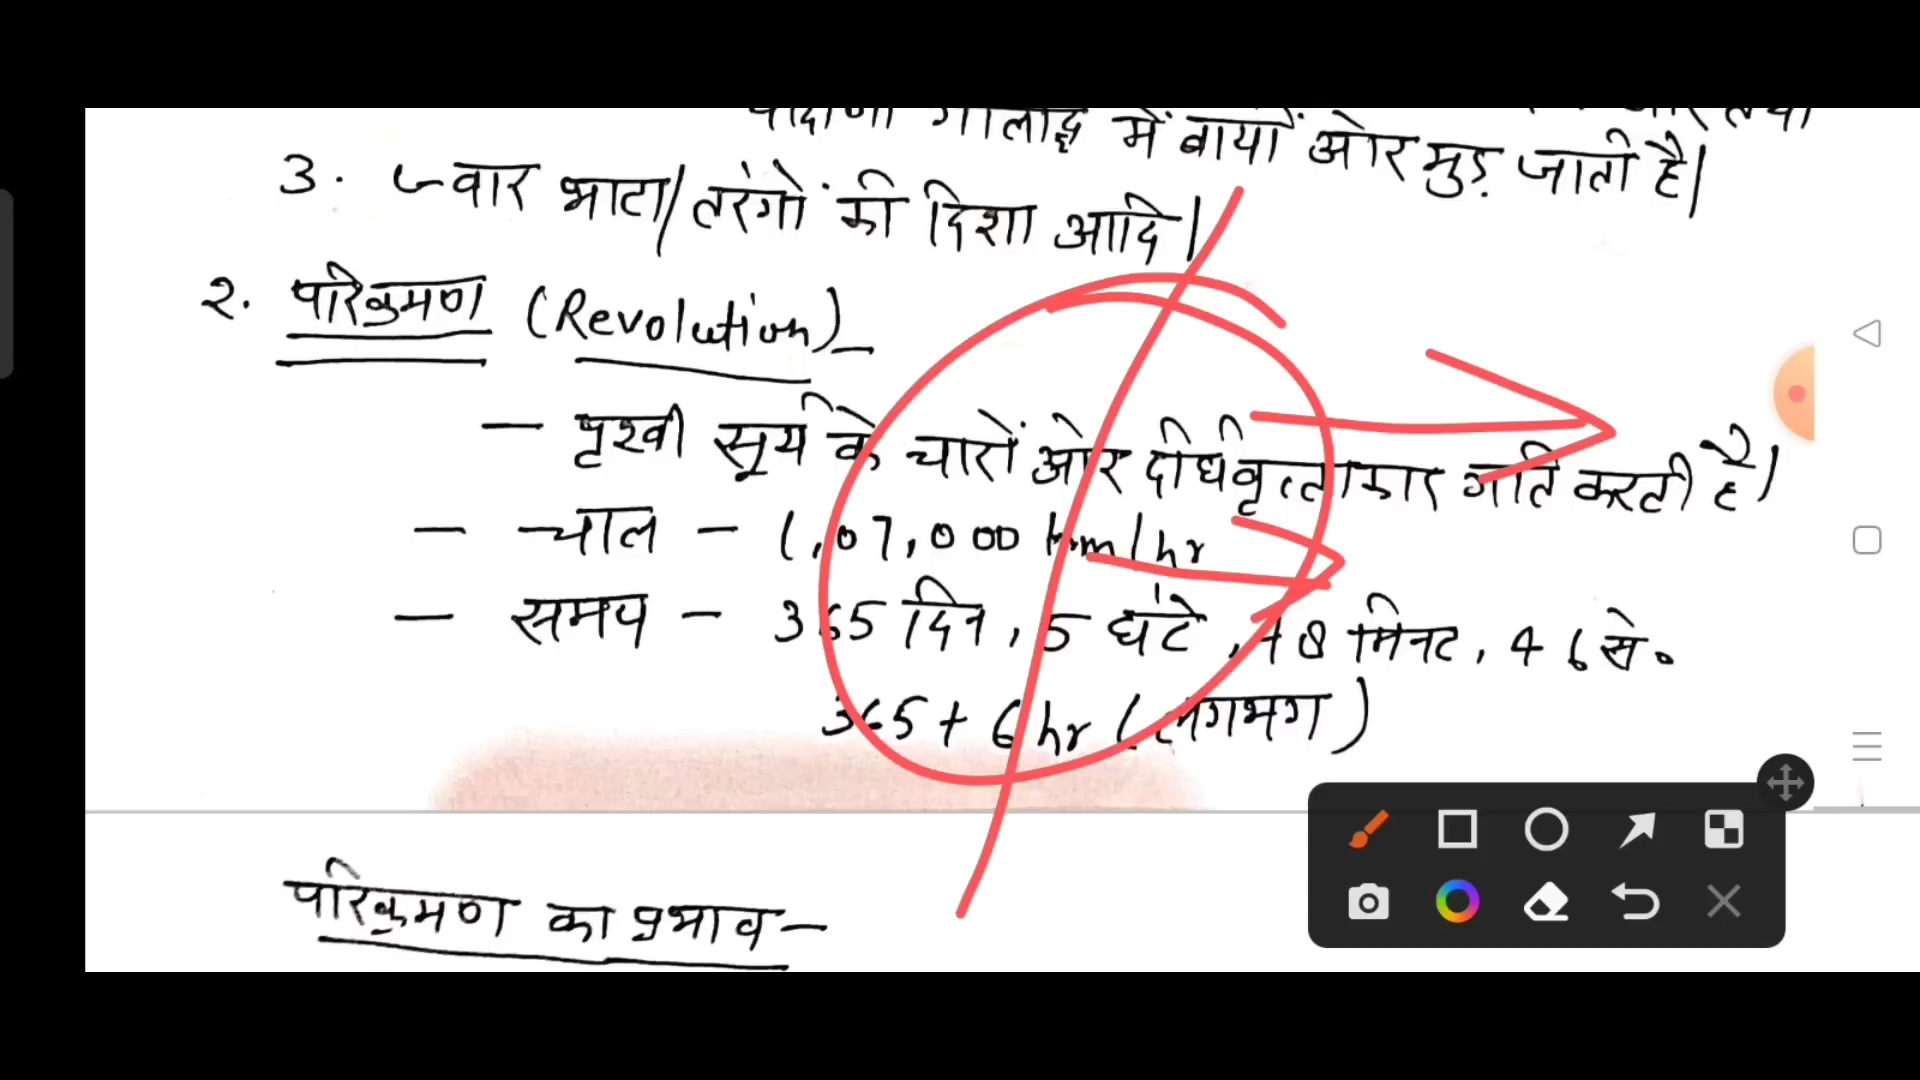 में बायीं ओर मुड़ जाती है।
3. ज्वार भाटा/तरंगों की दिशा आदि।
2. परिक्रमण (Revolution) -
- पृथ्वी सूर्य के चारों ओर दीर्घवृत्ताकार गति करती है।
- चाल - 1,07,000 km/hr
- समय - 365 दिन, 5 घंटे, 48 मिनट, 46 से॰
365 + 6 hr (लगभग)
परिक्रमण का प्रभाव -